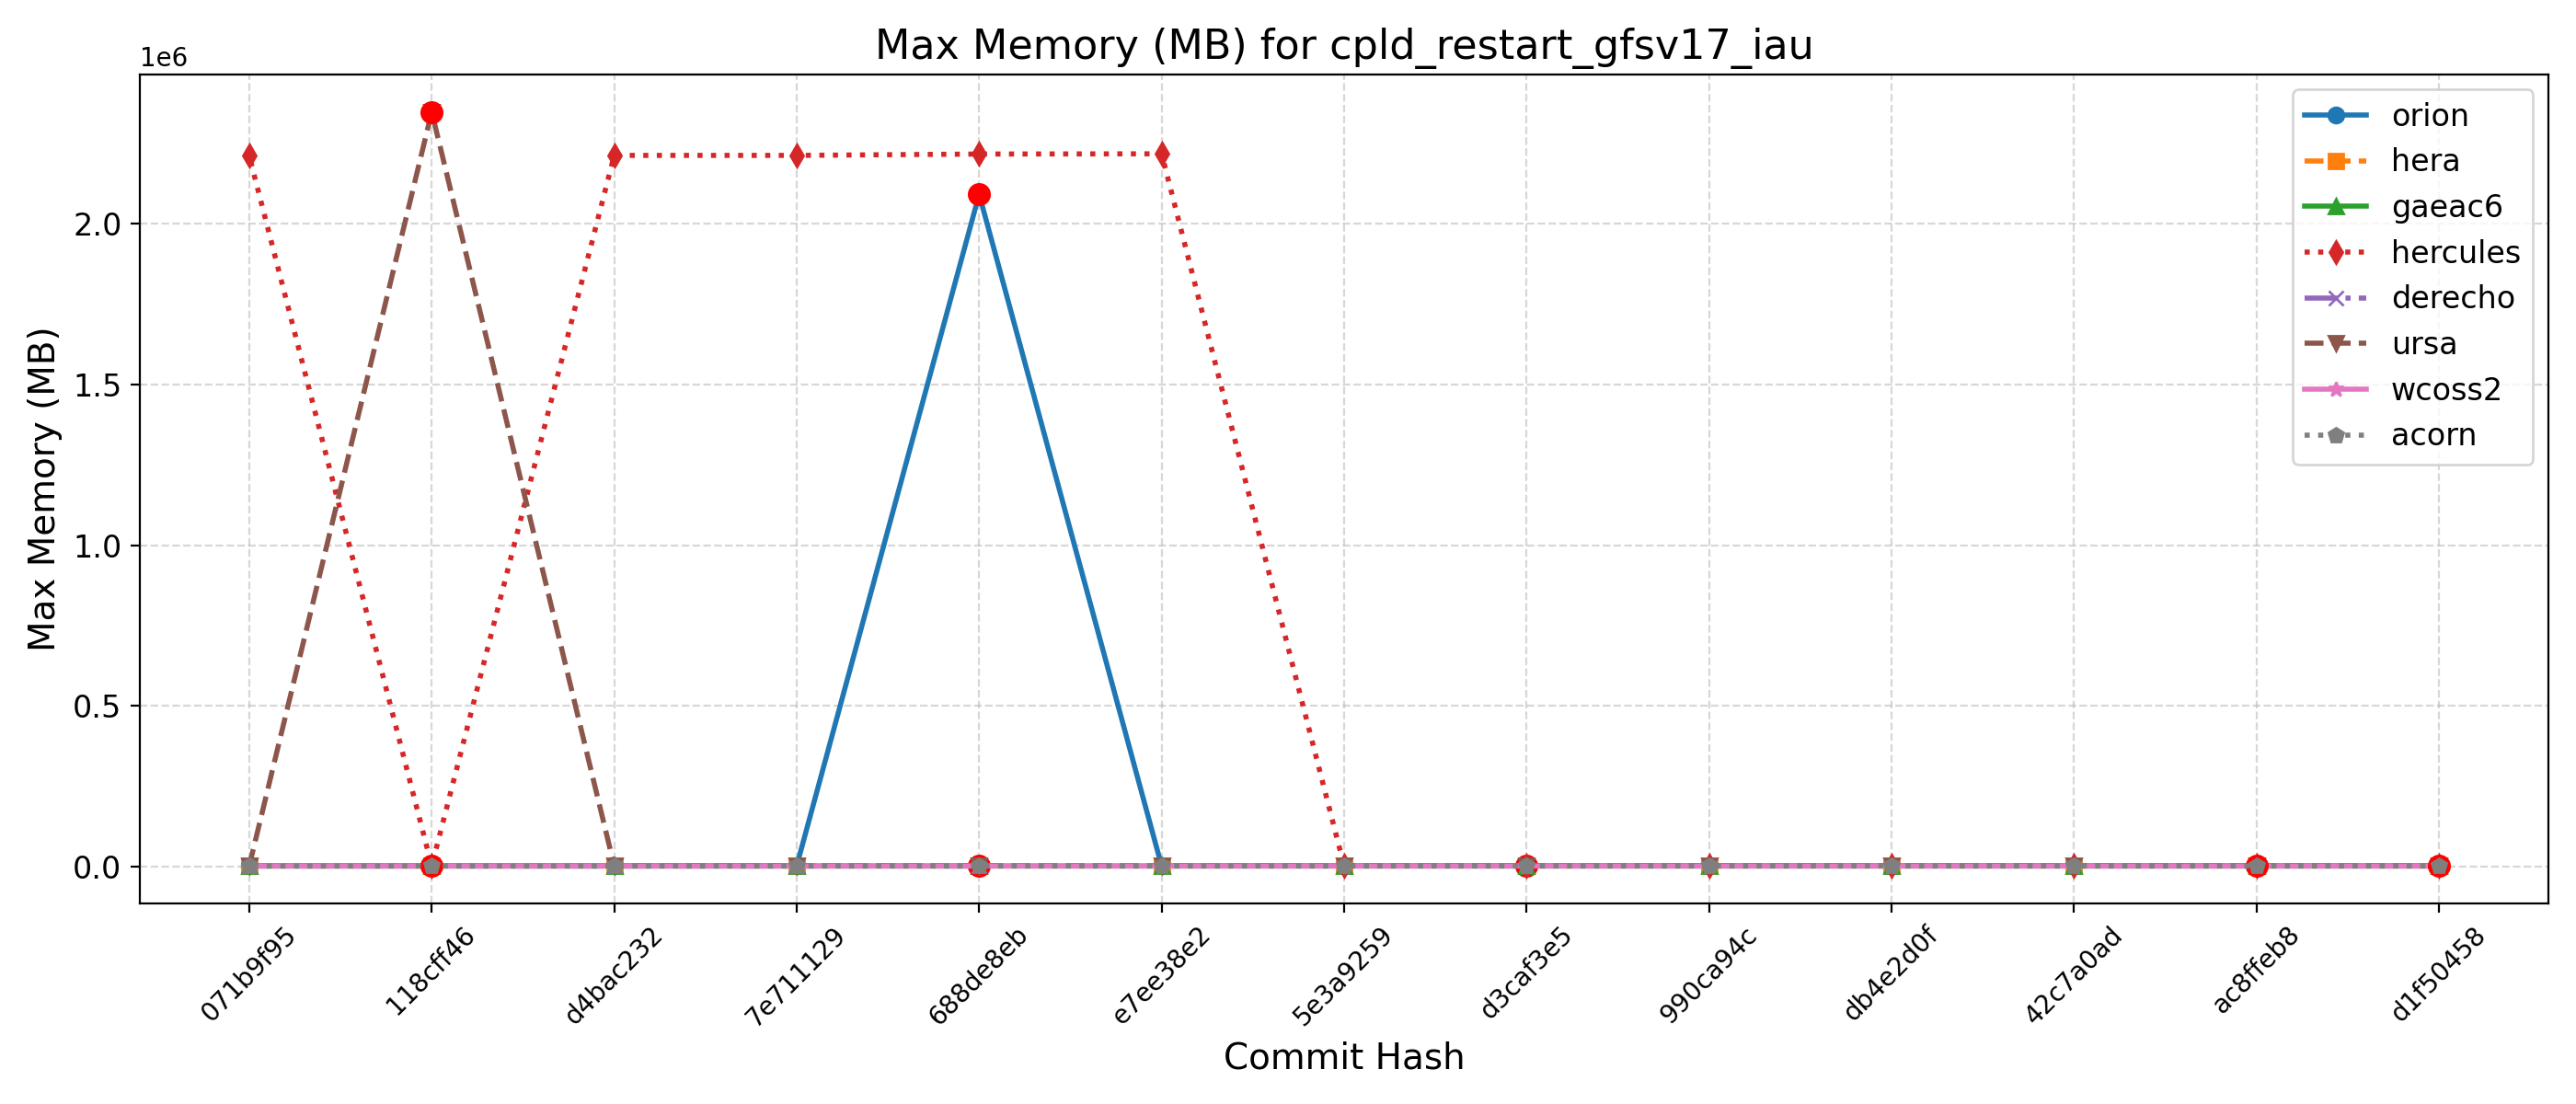 Max Memory (MB) for cpld_restart_gfsv17_iau
1e6
2.0
1.5
1.0
0.5
0.0
Max Memory (MB)
orion
hera
gaeac6
hercules
derecho
ursa
wcoss2
acorn
071b9f95
118cff46
d4bac232
7e711129
688de8eb
e7ee38e2
5e3a9259
d3caf3e5
990ca94c
db4e2d0f
42c7a0ad
ac8ffeb8
d1f50458
Commit Hash